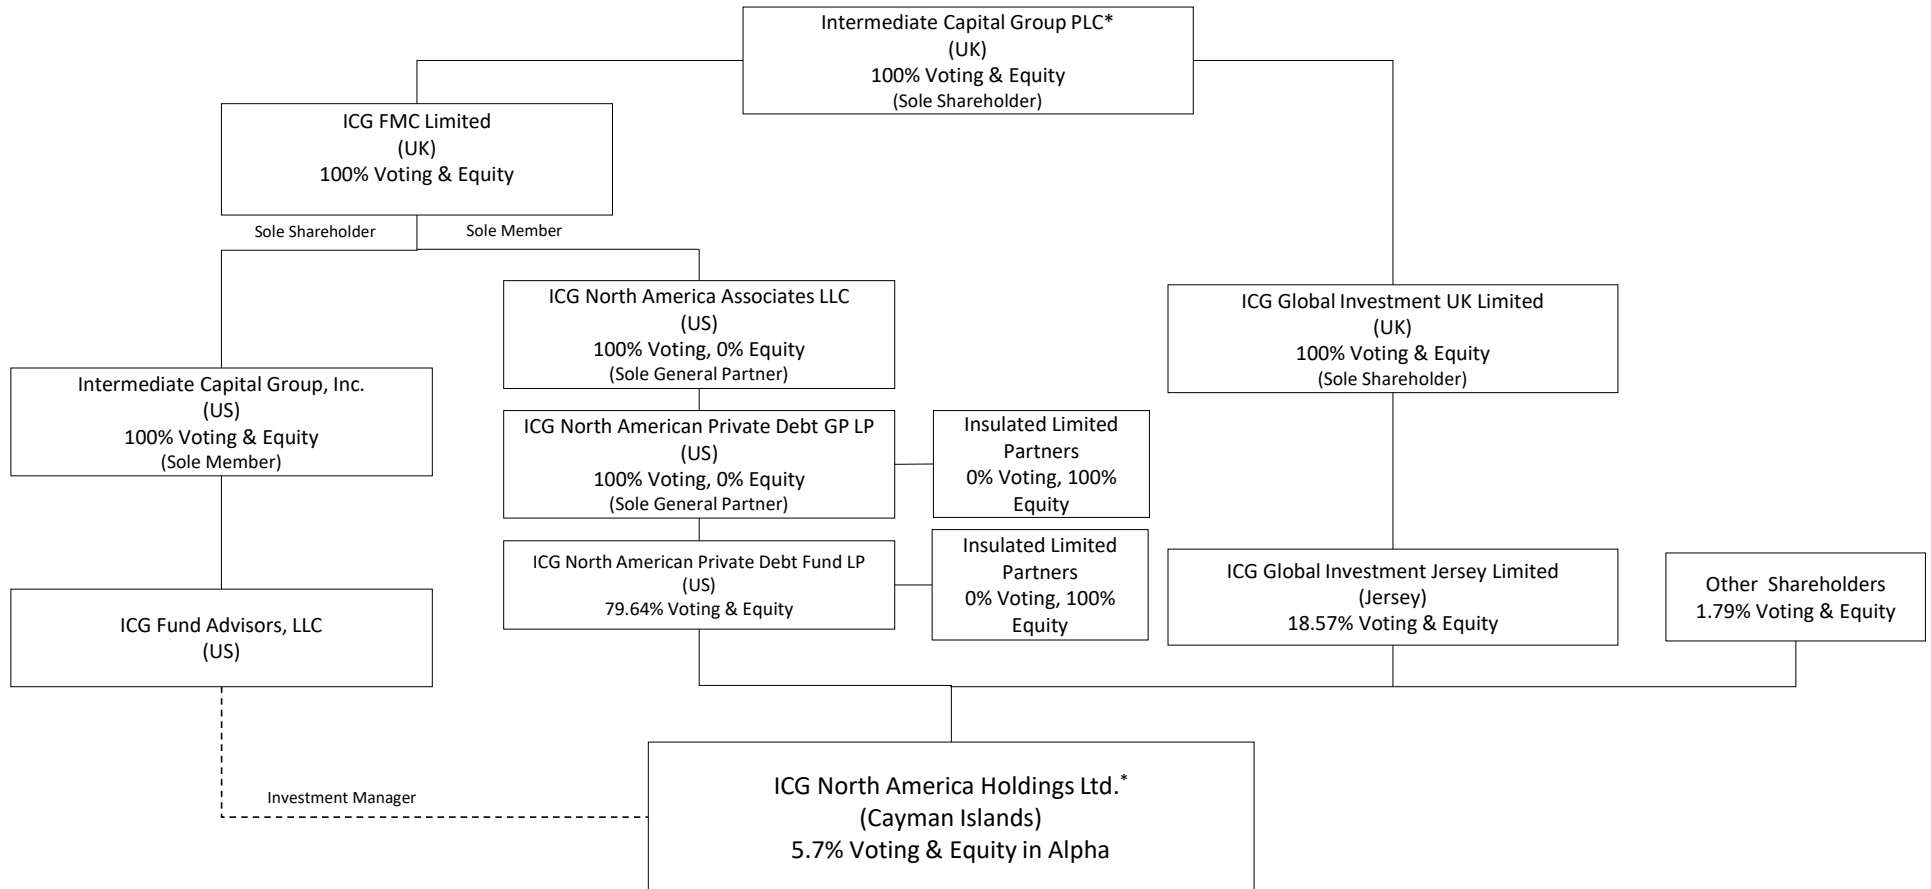 Intermediate Capital Group PLC*
(UK)
100% Voting & Equity
(Sole Shareholder)
ICG FMC Limited
(UK)
100% Voting & Equity
Sole Shareholder
Sole Member
ICG North America Associates LLC
(US)
100% Voting, 0% Equity
(Sole General Partner)
ICG Global Investment UK Limited
(UK)
100% Voting & Equity
(Sole Shareholder)
Intermediate Capital Group, Inc.
(US)
100% Voting & Equity
(Sole Member)
ICG North American Private Debt GP LP
(US)
100% Voting, 0% Equity
(Sole General Partner)
Insulated Limited
Partners
0% Voting, 100%
Equity
ICG North American Private Debt Fund LP
(US)
79.64% Voting & Equity
Insulated Limited
Partners
0% Voting, 100%
Equity
ICG Global Investment Jersey Limited
(Jersey)
18.57% Voting & Equity
Other Shareholders
1.79% Voting & Equity
ICG Fund Advisors, LLC
(US)
Investment Manager
ICG North America Holdings Ltd.*
(Cayman Islands)
5.7% Voting & Equity in Alpha